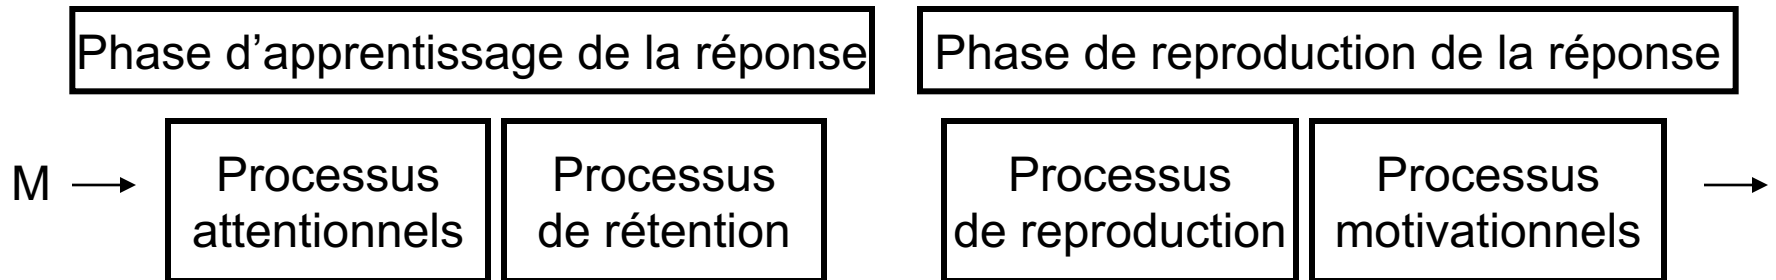 Phase d’apprentissage de la réponse
Phase de reproduction de la réponse
M
Processus
attentionnels
Processus
de rétention
Processus
de reproduction
Processus
motivationnels